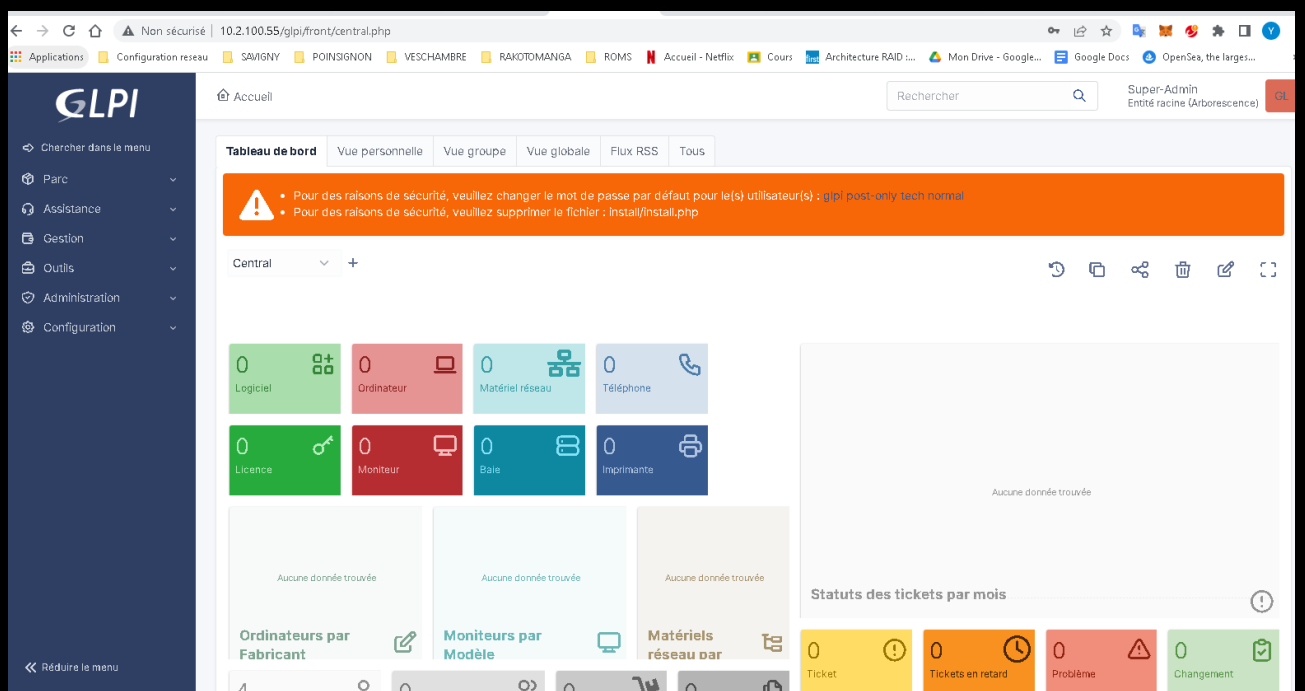 Non sécurisé | 10.2.100.55/glpi/front/central.php
Y
Applications Configuration reseau SAVIGNY POINSIGNON VESCHAMBRE RAKOTOMANGA ROMS Accueil - Netflix Cours Architecture RAID :... Mon Drive - Google... Google Docs OpenSea, the larges...
GLPI
Accueil
Rechercher
Super-Admin
Entité racine (Arborescence)
GL
Chercher dans le menu
Parc
Assistance
Gestion
Outils
Administration
Configuration
Réduire le menu
Tableau de bord Vue personnelle Vue groupe Vue globale Flux RSS Tous
Pour des raisons de sécurité, veuillez changer le mot de passe par défaut pour le(s) utilisateur(s) : glpi post-only tech normal
Pour des raisons de sécurité, veuillez supprimer le fichier : install/install.php
Central
0
Logiciel
0
Ordinateur
0
Matériel réseau
0
Téléphone
0
Licence
0
Moniteur
0
Baie
0
Imprimante
Aucune donnée trouvée
Statuts des tickets par mois
Aucune donnée trouvée
Ordinateurs par
Fabricant
Aucune donnée trouvée
Moniteurs par
Modèle
Aucune donnée trouvée
Matériels
réseau par
0
Ticket
0
Tickets en retard
0
Problème
0
Changement